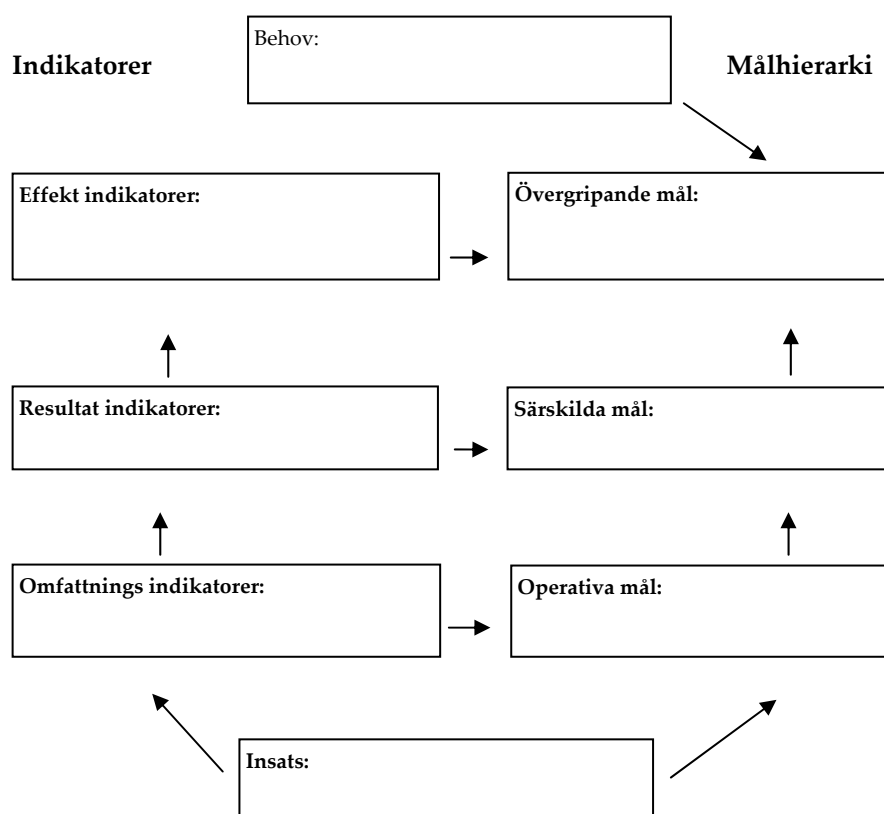 Behov:
Indikatorer
Målhierarki
Effekt indikatorer:
Övergripande mål:
Resultat indikatorer:
Särskilda mål:
Omfattnings indikatorer:
Operativa mål:
Insats: